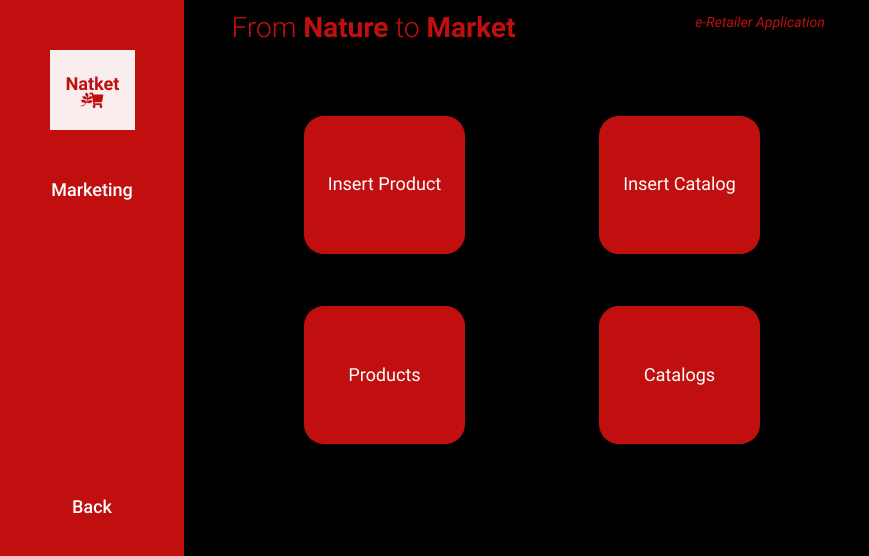 From Nature to Market
e-Retailer Application
Natket
Marketing
Insert Product
Insert Catalog
Products
Catalogs
Back